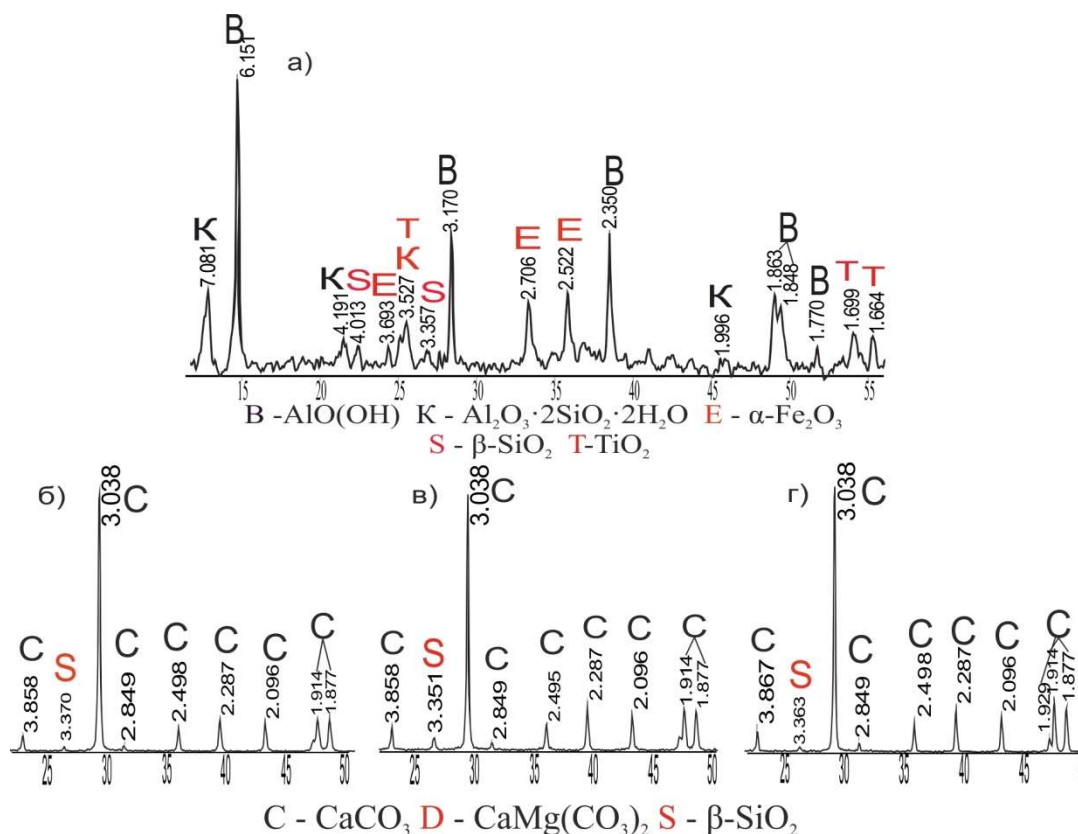 а)
B
6.151
К
7.081
К
4.191
S
4.013
E
3.693
Т
К
3.527
S
3.357
B
3.170
E
2.706
E
2.522
B
2.350
К
1.996
B
1.863
1.848
B
1.770
T
1.699
T
1.664
15 20 25 30 35 40 45 50 55
B -AlO(OH) К - Al₂O₃·2SiO₂·2H₂O E - α-Fe₂O₃
S - β-SiO₂ T-TiO₂
б)
C
3.858
S
3.370
3.038 C
C
2.849
C
2.498
C
2.287
C
2.096
C
1.914
1.877
25 30 35 40 45 50
в)
C
3.858
S
3.351
3.038 C
C
2.849
C
2.495
C
2.287
C
2.096
C
1.914
1.877
25 30 35 40 45 50
г)
C
3.867
S
3.363
3.038 C
C
2.849
C
2.498
C
2.287
C
2.096
C
1.929
1.914
1.877
25 30 35 40 45
C - CaCO₃ D - CaMg(CO₃)₂ S - β-SiO₂